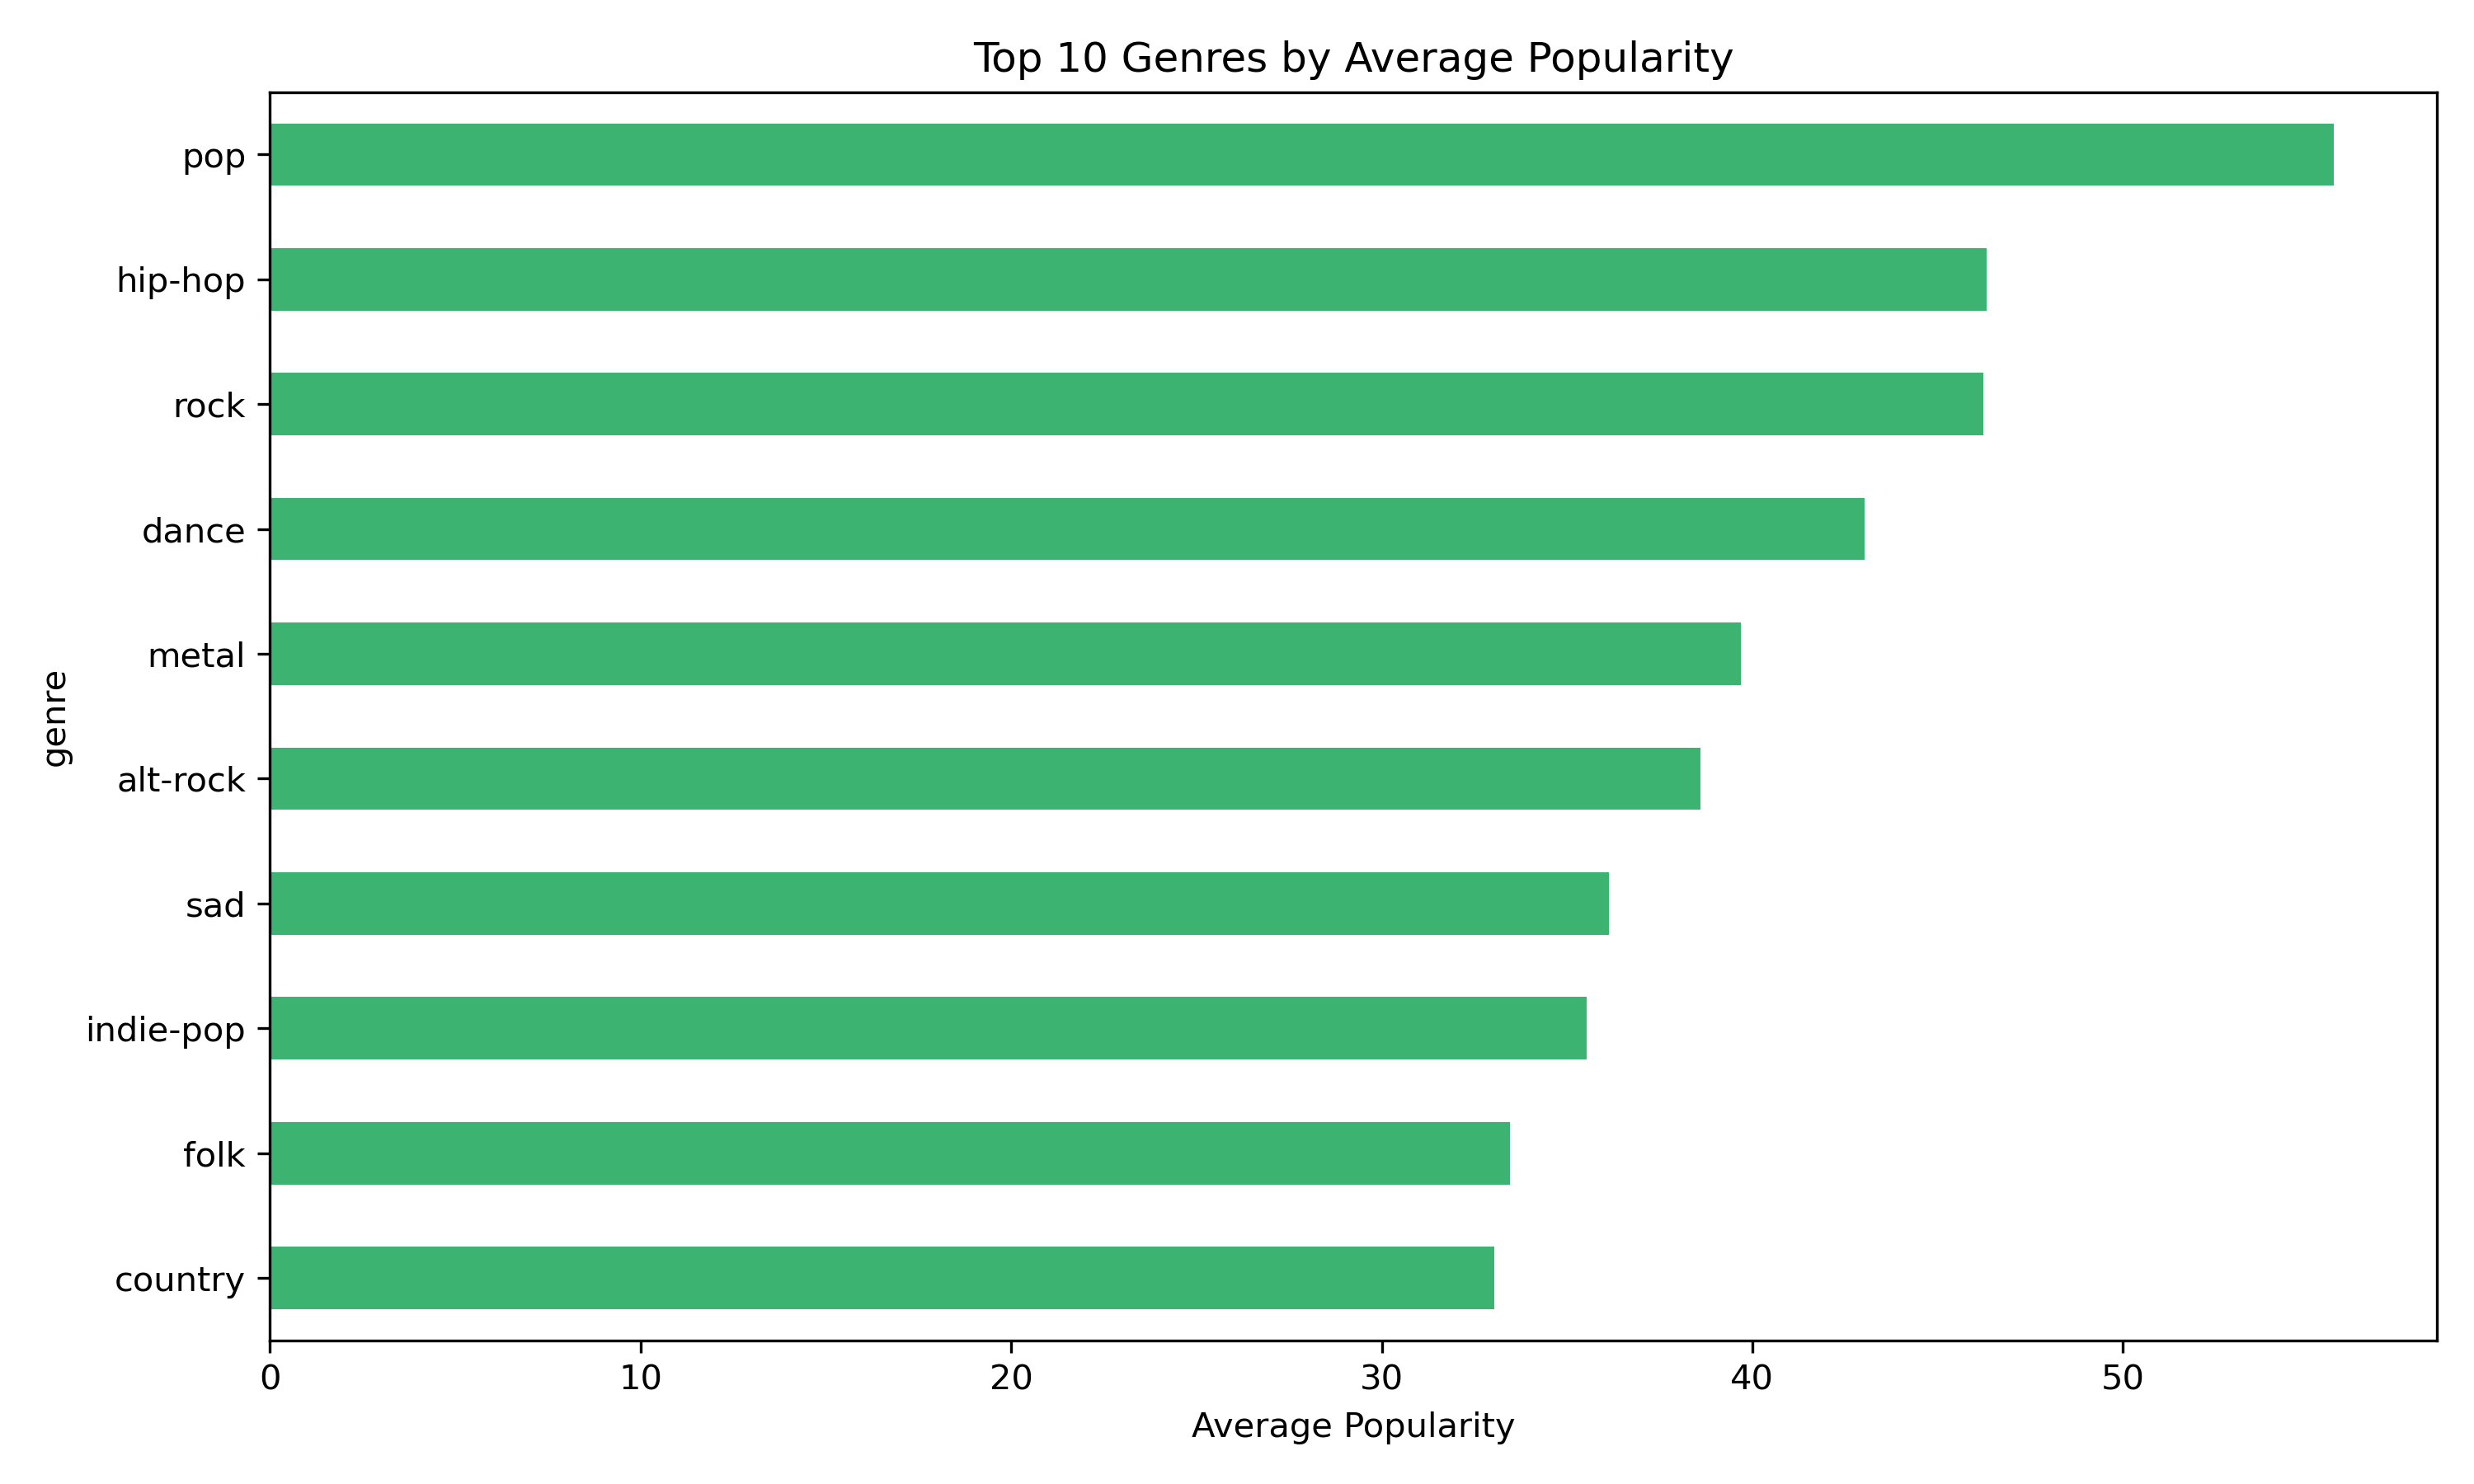 Top 10 Genres by Average Popularity
pop
hip-hop
rock
dance
metal
alt-rock
sad
indie-pop
folk
country
genre
0 10 20 30 40 50
Average Popularity